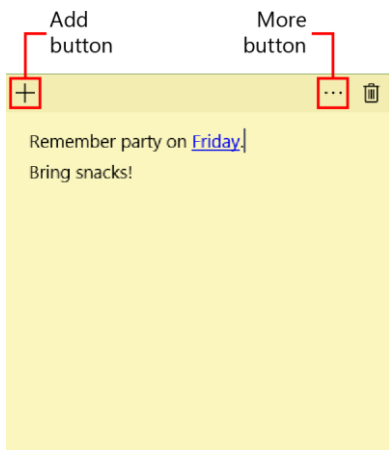 Add button
More button
Remember party on Friday.
Bring snacks!